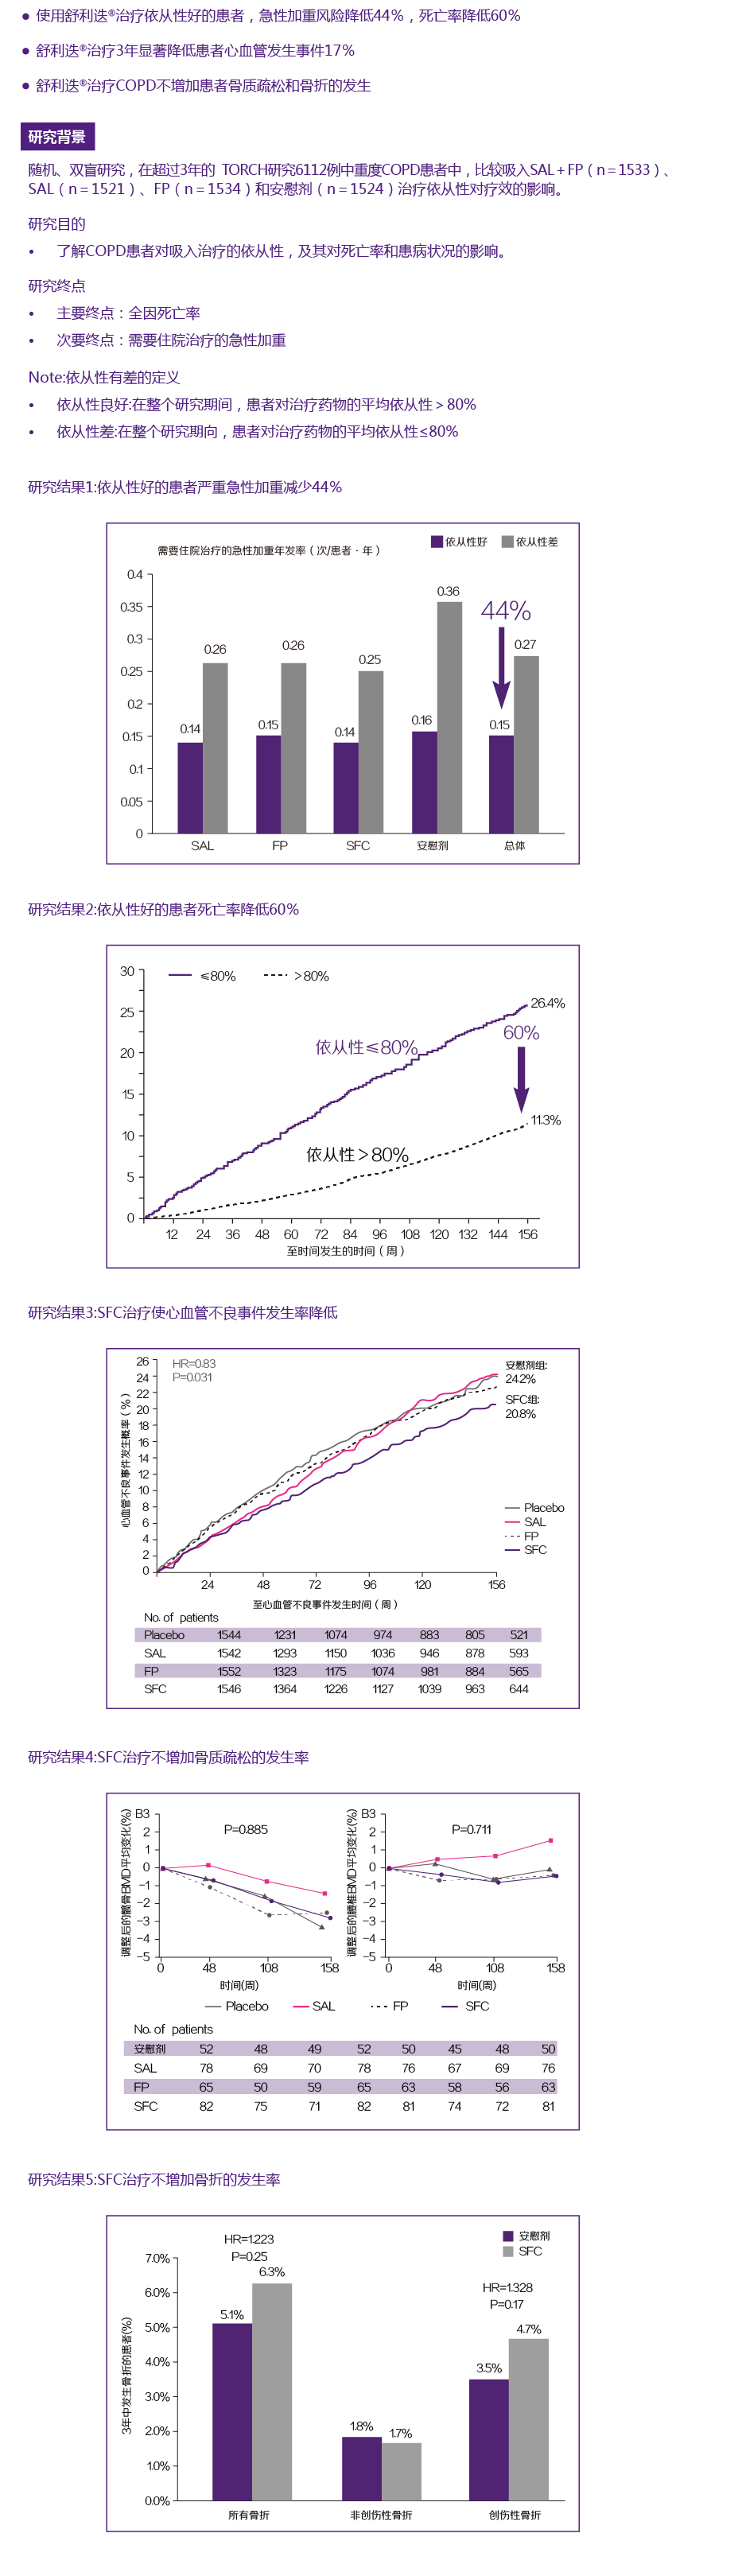 ● 使用舒利迭®治疗依从性好的患者，急性加重风险降低44%，死亡率降低60%
● 舒利迭®治疗3年显著降低患者心血管发生事件17%
● 舒利迭®治疗COPD不增加患者骨质疏松和骨折的发生
研究背景
随机、双盲研究，在超过3年的 TORCH研究6112例中重度COPD患者中，比较吸入SAL＋FP（n＝1533）、
SAL（n＝1521）、FP（n＝1534）和安慰剂（n＝1524）治疗依从性对疗效的影响。
研究目的
• 了解COPD患者对吸入治疗的依从性，及其对死亡率和患病状况的影响。
研究终点
• 主要终点：全因死亡率
• 次要终点：需要住院治疗的急性加重
Note:依从性有差的定义
• 依从性良好:在整个研究期间，患者对治疗药物的平均依从性＞80%
• 依从性差:在整个研究期向，患者对治疗药物的平均依从性≤80%
研究结果1:依从性好的患者严重急性加重减少44%
依从性好 依从性差
需要住院治疗的急性加重年发率（次/患者·年）
0.4
0.35
0.3
0.25
0.2
0.15
0.1
0.05
0
0.14 0.26 0.15 0.26 0.14 0.25 0.16 0.36 0.15 0.27
44%
SAL FP SFC 安慰剂 总体
研究结果2:依从性好的患者死亡率降低60%
≤80% >80%
30
25
20
15
10
5
0
26.4%
60%
依从性≤80%
11.3%
依从性>80%
12 24 36 48 60 72 84 96 108 120 132 144 156
至时间发生的时间（周）
研究结果3:SFC治疗使心血管不良事件发生率降低
HR=0.83
P=0.031
心血管不良事件发生概率（%）
26
24
22
20
18
16
14
12
10
8
6
4
2
0
安慰剂组:
24.2%
SFC组:
20.8%
Placebo
SAL
FP
SFC
24 48 72 96 120 156
至心血管不良事件发生时间（周）
No. of patients
Placebo 1544 1231 1074 974 883 805 521
SAL 1542 1293 1150 1036 946 878 593
FP 1552 1323 1175 1074 981 884 565
SFC 1546 1364 1226 1127 1039 963 644
研究结果4:SFC治疗不增加骨质疏松的发生率
调整后的髋骨BMD平均变化(%)
B3
2
1
0
−1
−2
−3
−4
−5
P=0.885
0 48 108 158
时间(周)
调整后的腰椎BMD平均变化(%)
B3
2
1
0
−1
−2
−3
−4
−5
P=0.711
0 48 108 158
时间(周)
Placebo SAL FP SFC
No. of patients
安慰剂 52 48 49 52 50 45 48 50
SAL 78 69 70 78 76 67 69 76
FP 65 50 59 65 63 58 56 63
SFC 82 75 71 82 81 74 72 81
研究结果5:SFC治疗不增加骨折的发生率
安慰剂
SFC
3年中发生骨折的患者(%)
7.0%
6.0%
5.0%
4.0%
3.0%
2.0%
1.0%
0.0%
HR=1.223
P=0.25
5.1% 6.3%
1.8% 1.7%
HR=1.328
P=0.17
3.5% 4.7%
所有骨折 非创伤性骨折 创伤性骨折